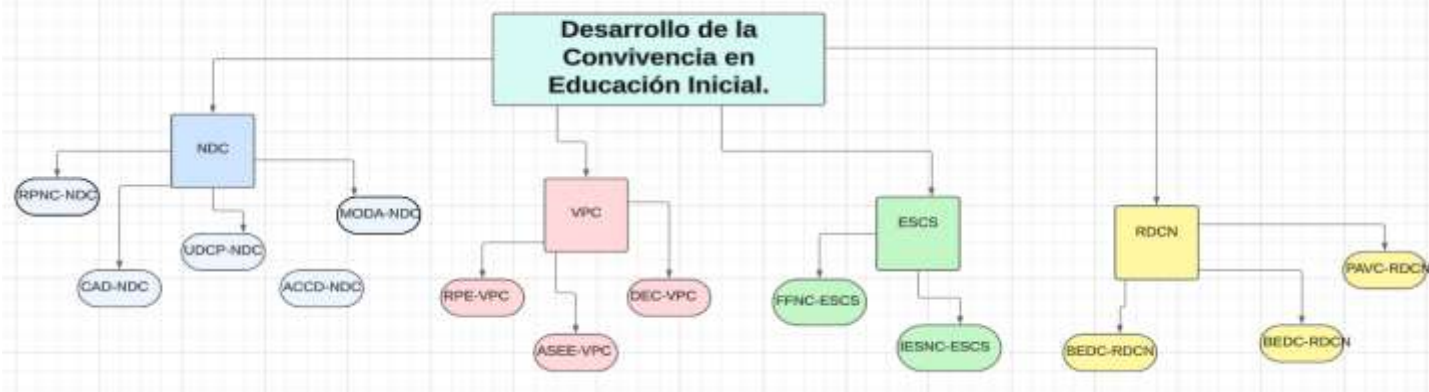 Desarrollo de la
Convivencia en
Educación Inicial.
NDC
RPNC-NDC
MODA-NDC
UDCP-NDC
CAD-NDC
ACCD-NDC
VPC
RPE-VPC
DEC-VPC
ASEE-VPC
ESCS
FFNC-ESCS
IESNC-ESCS
RDCN
PAVC-RDCN
BEDC-RDCN
BEDC-RDCN